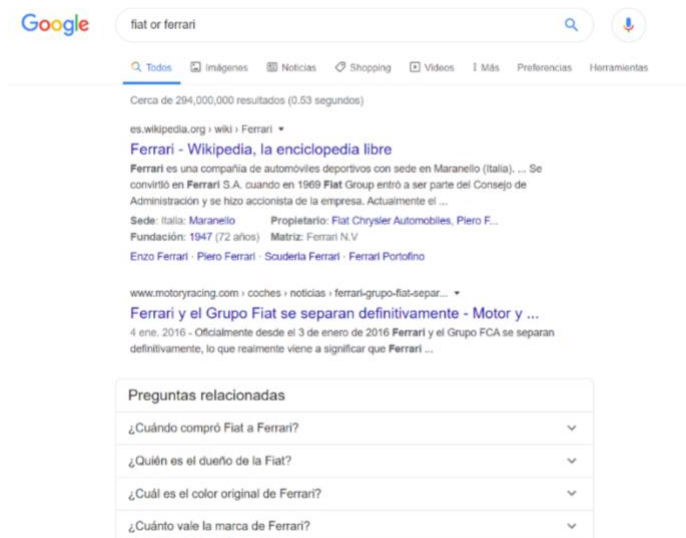 Google fiat or ferrari
Todos Imágenes Noticias Shopping Videos Más Preferencias Herramientas
Cerca de 294,000,000 resultados (0.53 segundos)
es.wikipedia.org › wiki › Ferrari
Ferrari - Wikipedia, la enciclopedia libre
Ferrari es una compañía de automóviles deportivos con sede en Maranello (Italia). ... Se
convirtió en Ferrari S.A. cuando en 1969 Fiat Group entró a ser parte del Consejo de
Administración y se hizo accionista de la empresa. Actualmente el ...
Sede: Italia: Maranello Propietario: Fiat Chrysler Automobiles, Piero F...
Fundación: 1947 (72 años) Matriz: Ferrari N.V
Enzo Ferrari · Piero Ferrari · Scuderia Ferrari · Ferrari Portofino
www.motoryracing.com › coches › noticias › ferrari-grupo-fiat-separ...
Ferrari y el Grupo Fiat se separan definitivamente - Motor y ...
4 ene. 2016 - Oficialmente desde el 3 de enero de 2016 Ferrari y el Grupo FCA se separan
definitivamente, lo que realmente viene a significar que Ferrari ...
Preguntas relacionadas
¿Cuándo compró Fiat a Ferrari?
¿Quién es el dueño de la Fiat?
¿Cuál es el color original de Ferrari?
¿Cuánto vale la marca de Ferrari?